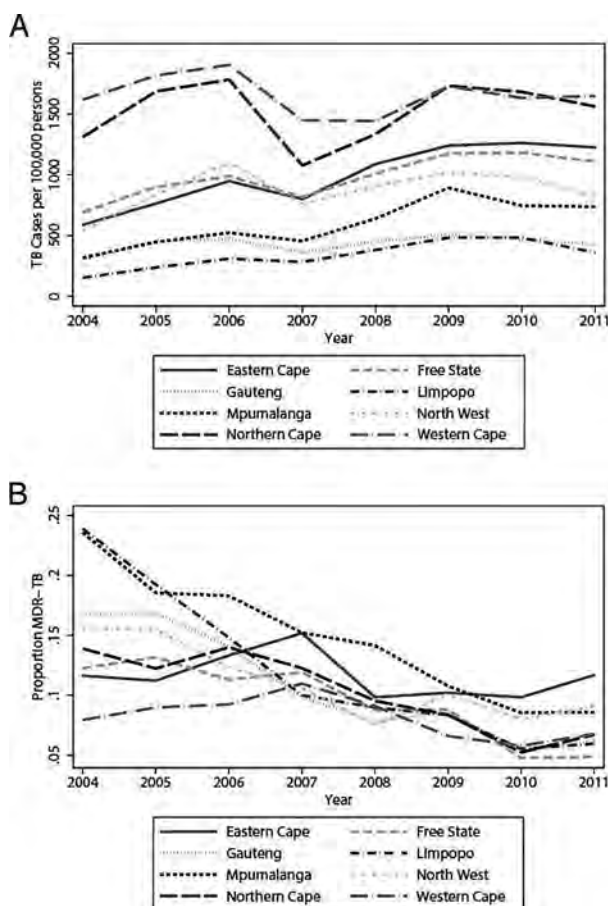 A
TB Cases per 100,000 persons
2000
1500
1000
500
0
2004 2005 2006 2007 2008 2009 2010 2011
Year
Eastern Cape Free State
Gauteng Limpopo
Mpumalanga North West
Northern Cape Western Cape
B
Proportion MDR-TB
.25
.2
.15
.1
.05
2004 2005 2006 2007 2008 2009 2010 2011
Year
Eastern Cape Free State
Gauteng Limpopo
Mpumalanga North West
Northern Cape Western Cape